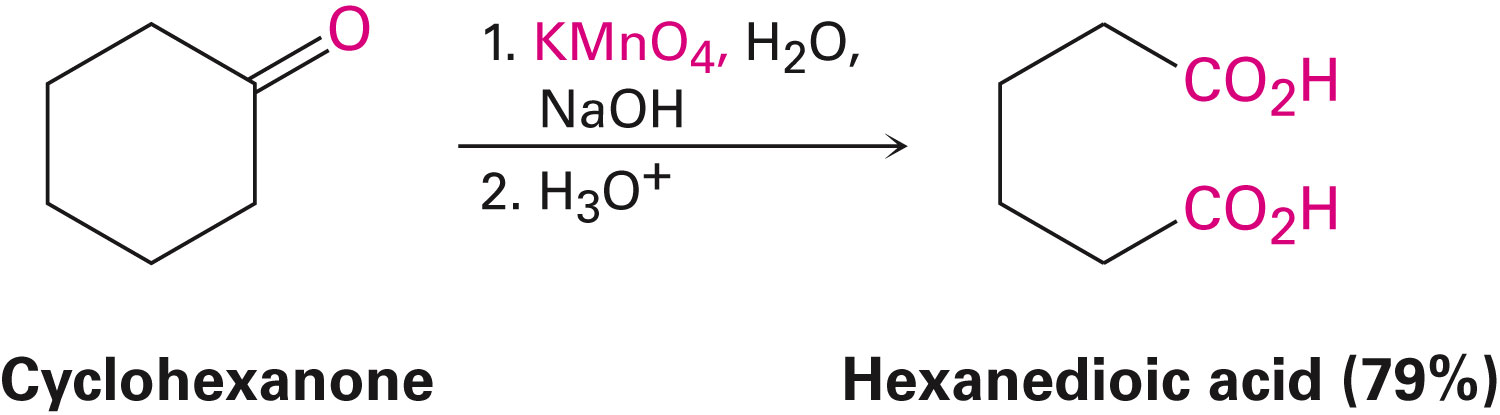 O
1. KMnO₄, H₂O,
NaOH
2. H₃O⁺
CO₂H
CO₂H
Cyclohexanone
Hexanedioic acid (79%)